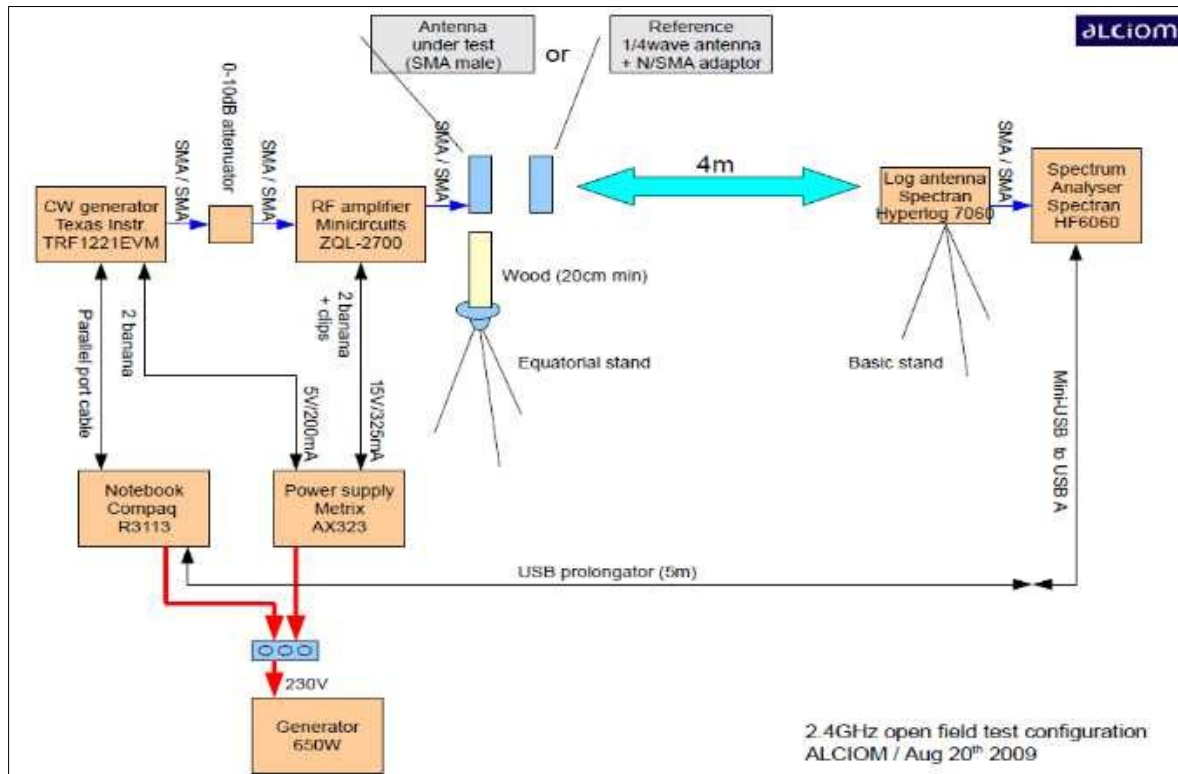 Antenna
under test
(SMA male)
or
Reference
1/4wave antenna
+ N/SMA adaptor
aLCiOM
0-10dB attenuator
SMA / SMA
SMA / SMA
SMA / SMA
4m
SMA / SMA
CW generator
Texas Instr.
TRF1221EVM
RF amplifier
Minicircuits
ZQL-2700
Log antenna
Spectran
Hyperlog 7060
Spectrum
Analyser
Spectran
HF6060
Wood (20cm min)
Equatorial stand
Basic stand
Parallel port cable
2 banana
5V/200mA
2 banana
+ clips
15V/325mA
Mini-USB to USB A
Notebook
Compaq
R3113
Power supply
Metrix
AX323
USB prolongator (5m)
230V
Generator
650W
2.4GHz open field test configuration
ALCIOM / Aug 20th 2009